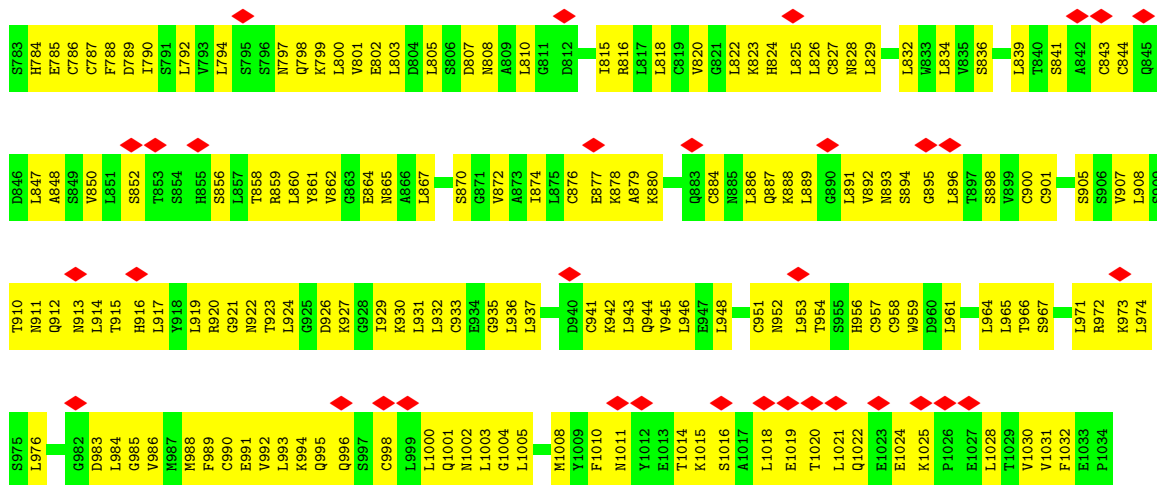 S783 H784 E785 C786 C787 F788 D789 I790 S791 L792 V793 L794 S795 S796 N797 Q798 K799 L800 V801 E802 L803 D804 L805 S806 D807 N808 A809 L810 G811 D812 I815 R816 L817 L818 C819 V820 G821 L822 K823 H824 L825 L826 C827 N828 L829 L832 W833 L834 V835 S836 L839 T840 S841 A842 C843 C844 Q845
D846 L847 A848 S849 V850 L851 S852 T853 S854 H855 S856 L857 T858 R859 L860 Y861 V862 G863 E864 N865 A866 L867 S870 G871 V872 A873 I874 L875 C876 E877 K878 A879 K880 Q883 C884 N885 L886 Q887 K888 L889 G890 L891 V892 N893 S894 G895 L896 T897 S898 V899 C900 C901 S905 S906 V907 L908 S909
T910 N911 Q912 N913 L914 T915 H916 L917 Y918 L919 R920 G921 N922 T923 L924 G925 D926 K927 G928 I929 K930 L931 L932 C933 E934 G935 L936 L937 D940 C941 K942 L943 Q944 V945 L946 E947 L948 C951 N952 L953 T954 S955 H956 C957 C958 W959 D960 L961 L964 L965 T966 S967 L971 R972 K973 L974
S975 L976 G982 D983 L984 G985 V986 M987 M988 F989 C990 E991 V992 L993 K994 Q995 Q996 S997 C998 L999 L1000 Q1001 N1002 L1003 G1004 L1005 M1008 Y1009 F1010 N1011 Y1012 E1013 T1014 K1015 S1016 A1017 L1018 E1019 T1020 L1021 Q1022 E1023 E1024 K1025 P1026 E1027 L1028 T1029 V1030 V1031 F1032 E1033 P1034